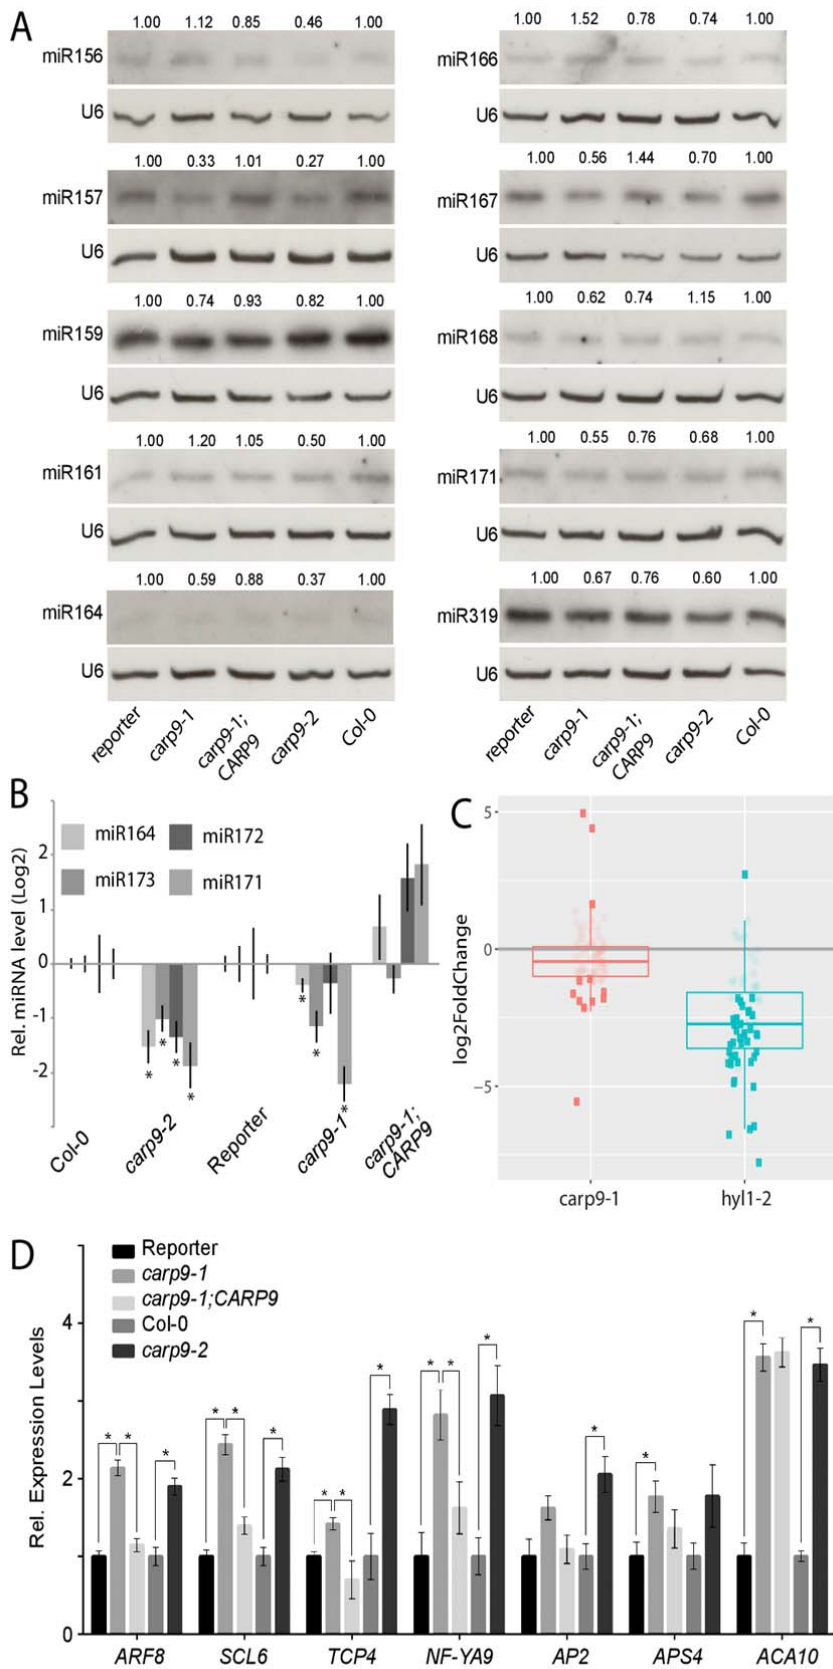 A
1.00 1.12 0.85 0.46 1.00
miR156
U6
1.00 0.33 1.01 0.27 1.00
miR157
U6
1.00 0.74 0.93 0.82 1.00
miR159
U6
1.00 1.20 1.05 0.50 1.00
miR161
U6
1.00 0.59 0.88 0.37 1.00
miR164
U6
reporter
carp9-1
carp9-1;
CARP9
carp9-2
Col-0
1.00 1.52 0.78 0.74 1.00
miR166
U6
1.00 0.56 1.44 0.70 1.00
miR167
U6
1.00 0.62 0.74 1.15 1.00
miR168
U6
1.00 0.55 0.76 0.68 1.00
miR171
U6
1.00 0.67 0.76 0.60 1.00
miR319
U6
reporter
carp9-1
carp9-1;
CARP9
carp9-2
Col-0
B
Rel. miRNA level (Log2)
2
1
0
-1
-2
miR164
miR172
miR173
miR171
* * * *
* * *
Col-0
carp9-2
Reporter
carp9-1
carp9-1;
CARP9
C
log2FoldChange
5
0
−5
carp9-1
hyl1-2
D
Rel. Expression Levels
4
2
0
Reporter
carp9-1
carp9-1;CARP9
Col-0
carp9-2
* * *
* * *
* * *
* * *
*
*
* *
ARF8 SCL6 TCP4 NF-YA9 AP2 APS4 ACA10